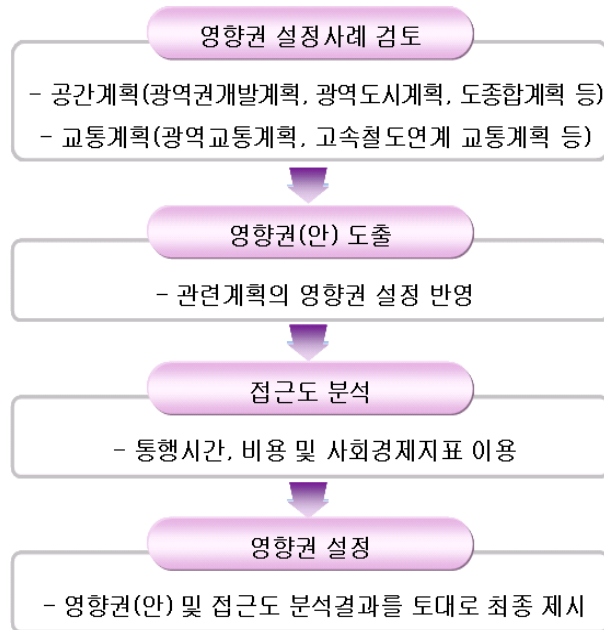 영향권 설정사례 검토
- 공간계획(광역권개발계획, 광역도시계획, 도종합계획 등)
- 교통계획(광역교통계획, 고속철도연계 교통계획 등)
영향권(안) 도출
- 관련계획의 영향권 설정 반영
접근도 분석
- 통행시간, 비용 및 사회경제지표 이용
영향권 설정
- 영향권(안) 및 접근도 분석결과를 토대로 최종 제시